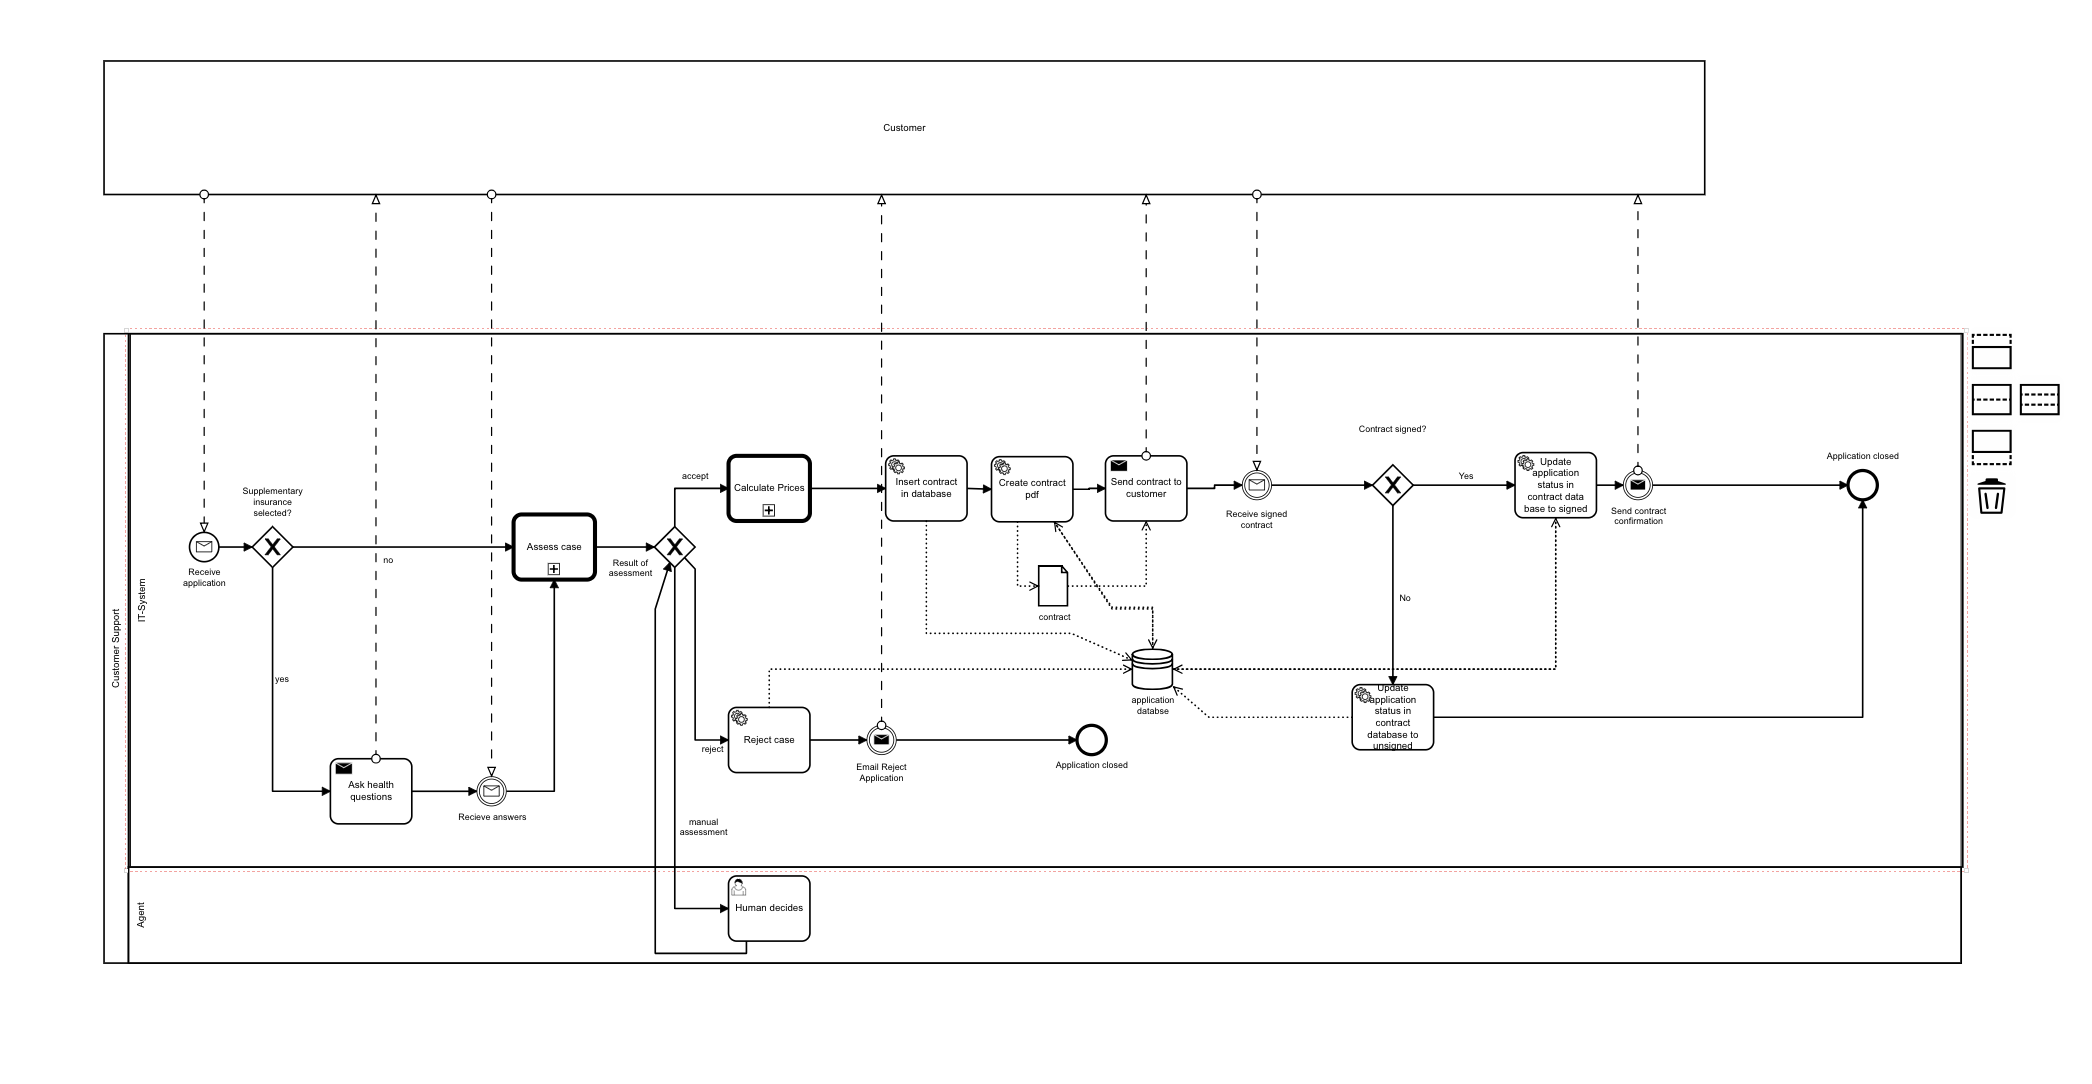 Customer
Customer Support
IT-System
Agent
Receive
application
Supplementary
insurance
selected?
no
yes
Ask health
questions
Recieve answers
Assess case
Result of
asessment
accept
reject
manual
assessment
Calculate Prices
Insert contract
in database
Create contract
pdf
Send contract to
customer
contract
application
databse
Reject case
Email Reject
Application
Application closed
Human decides
Receive signed
contract
Contract signed?
Yes
No
Update
application
status in
contract data
base to signed
Send contract
confirmation
Application closed
Update
application
status in
contract
database to
unsigned